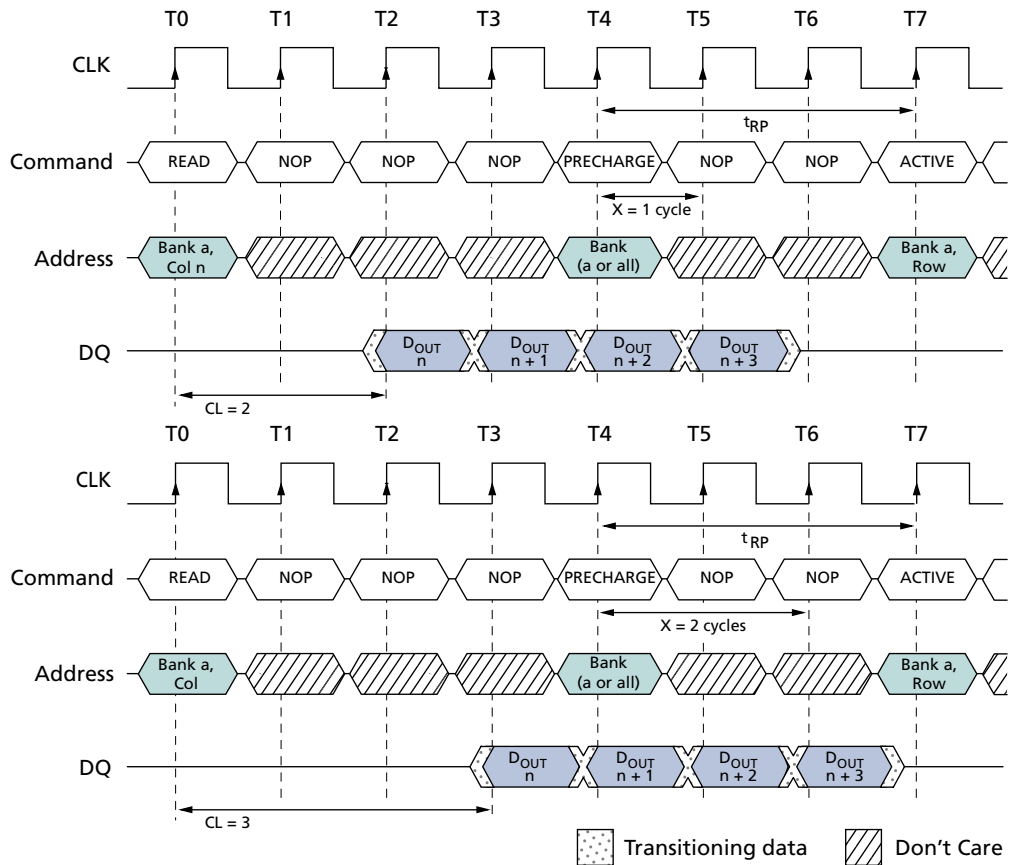 T0 T1 T2 T3 T4 T5 T6 T7
CLK
tRP
Command READ NOP NOP NOP PRECHARGE NOP NOP ACTIVE
X = 1 cycle
Address Bank a, Col n Bank (a or all) Bank a, Row
DQ DOUT n DOUT n + 1 DOUT n + 2 DOUT n + 3
CL = 2
T0 T1 T2 T3 T4 T5 T6 T7
CLK
tRP
Command READ NOP NOP NOP PRECHARGE NOP NOP ACTIVE
X = 2 cycles
Address Bank a, Col Bank (a or all) Bank a, Row
DQ DOUT n DOUT n + 1 DOUT n + 2 DOUT n + 3
CL = 3
Transitioning data Don't Care